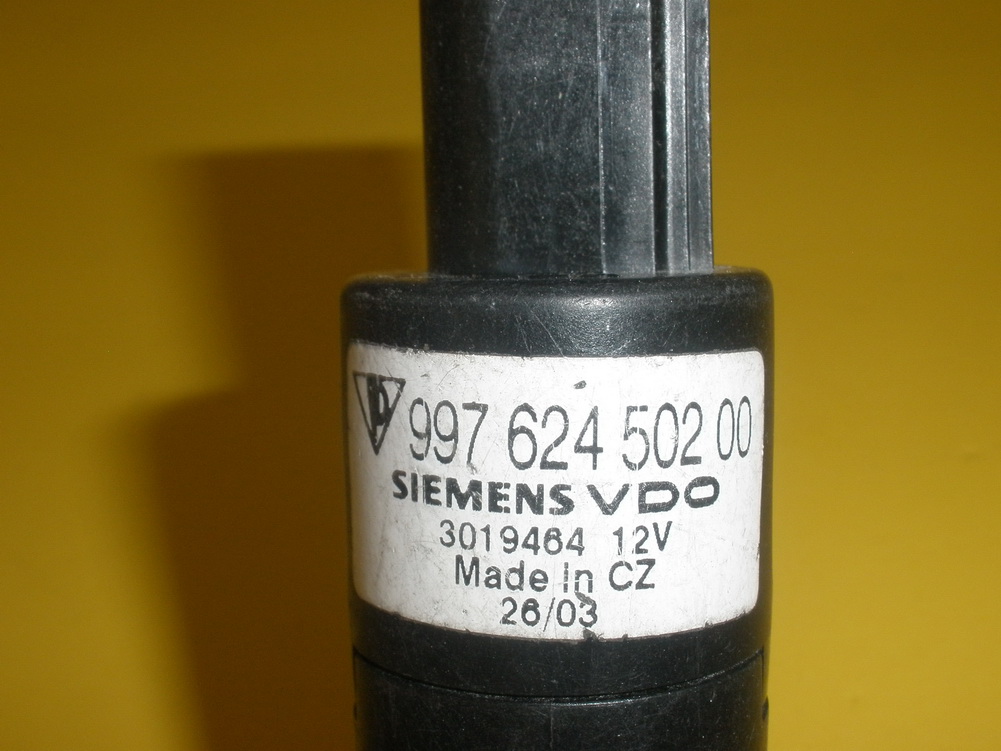 P 997 624 502 00
SIEMENS VDO
3019464 12V
Made in CZ
26/03